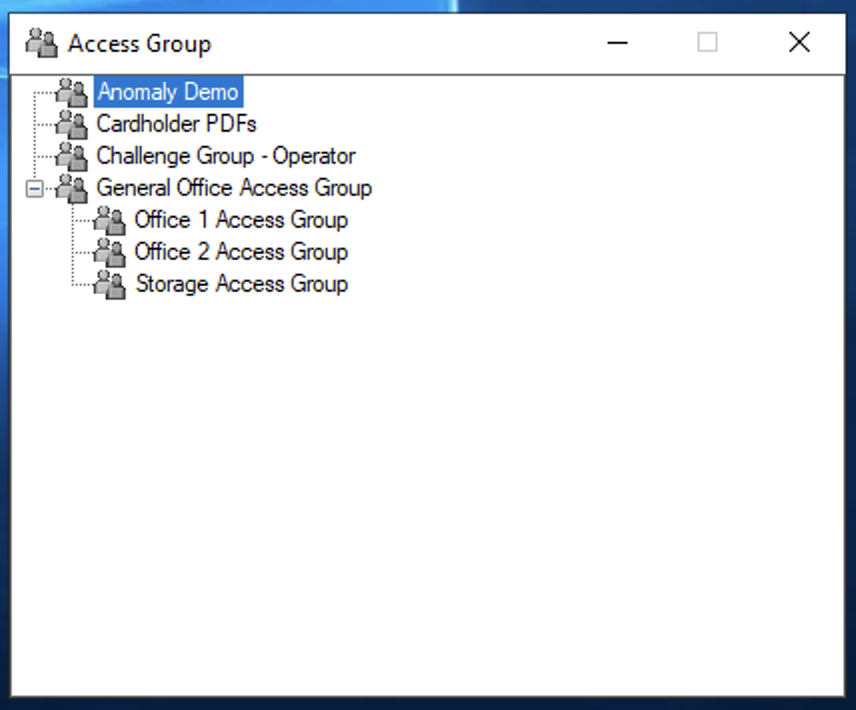 Access Group
Anomaly Demo
Cardholder PDFs
Challenge Group - Operator
General Office Access Group
Office 1 Access Group
Office 2 Access Group
Storage Access Group